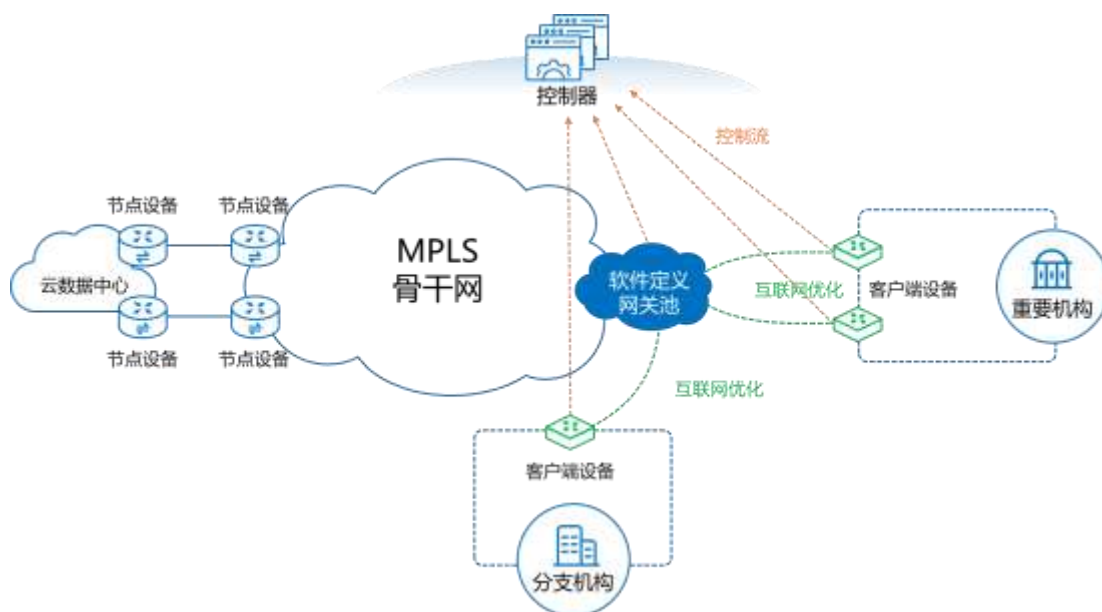 控制器
控制流
节点设备
节点设备
MPLS
骨干网
云数据中心
软件定义
网关池
互联网优化
客户端设备
重要机构
节点设备
节点设备
互联网优化
客户端设备
分支机构